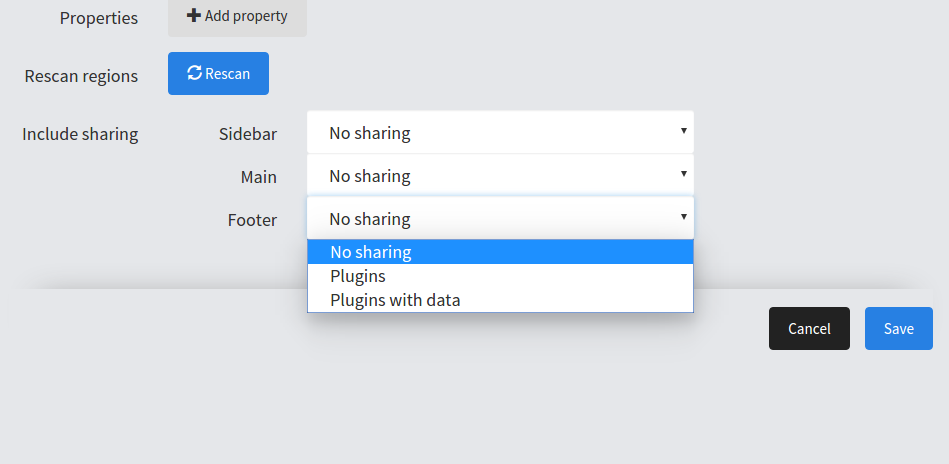 Properties
Add property
Rescan regions
Rescan
Include sharing
Sidebar
No sharing
Main
No sharing
Footer
No sharing
No sharing
Plugins
Plugins with data
Cancel
Save